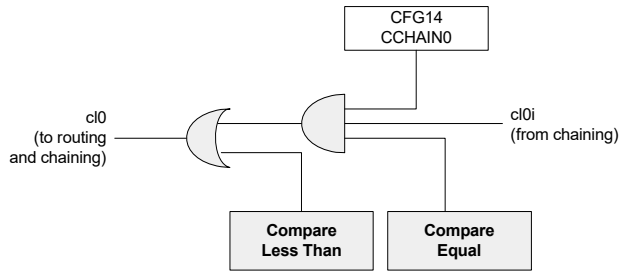 CFG14
CCHAIN0
cl0
(to routing
and chaining)
cl0i
(from chaining)
Compare
Less Than
Compare
Equal